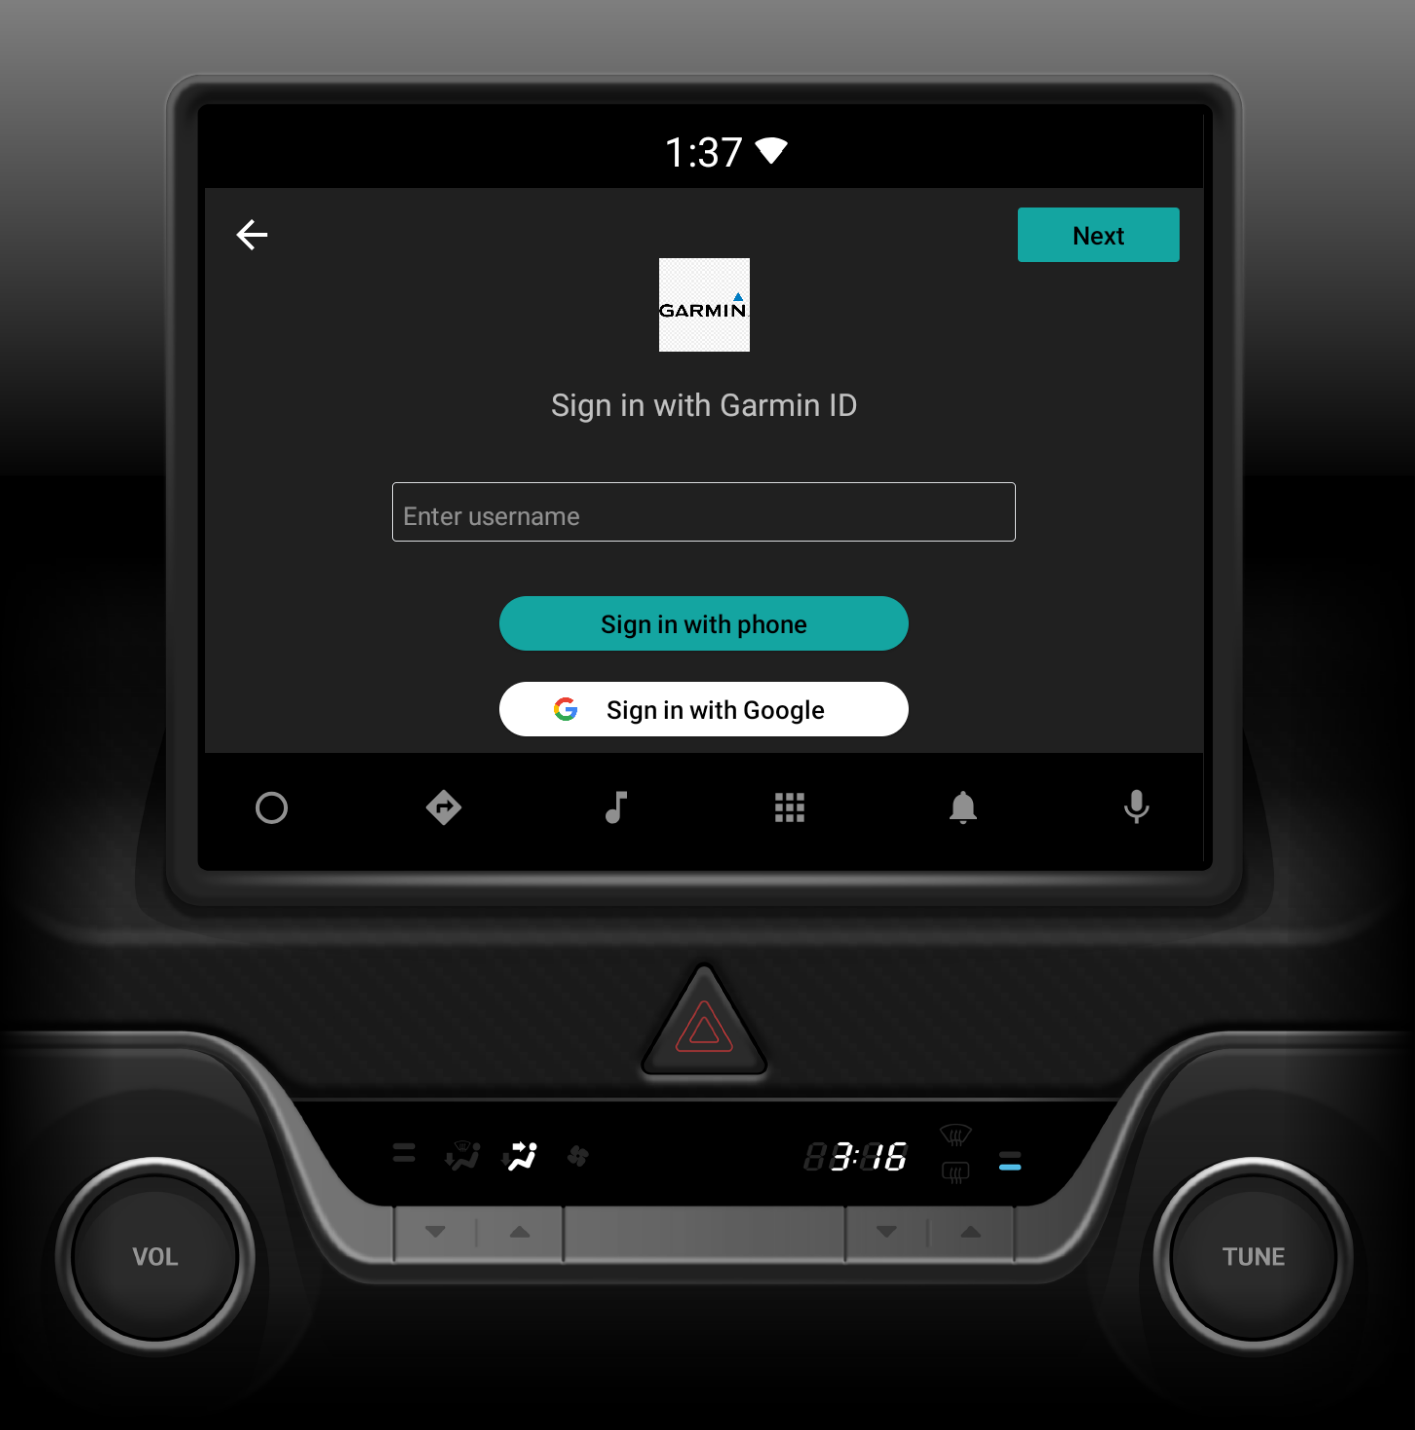 1:37
Next
GARMIN
Sign in with Garmin ID
Enter username
Sign in with phone
Sign in with Google
3:16
VOL
TUNE